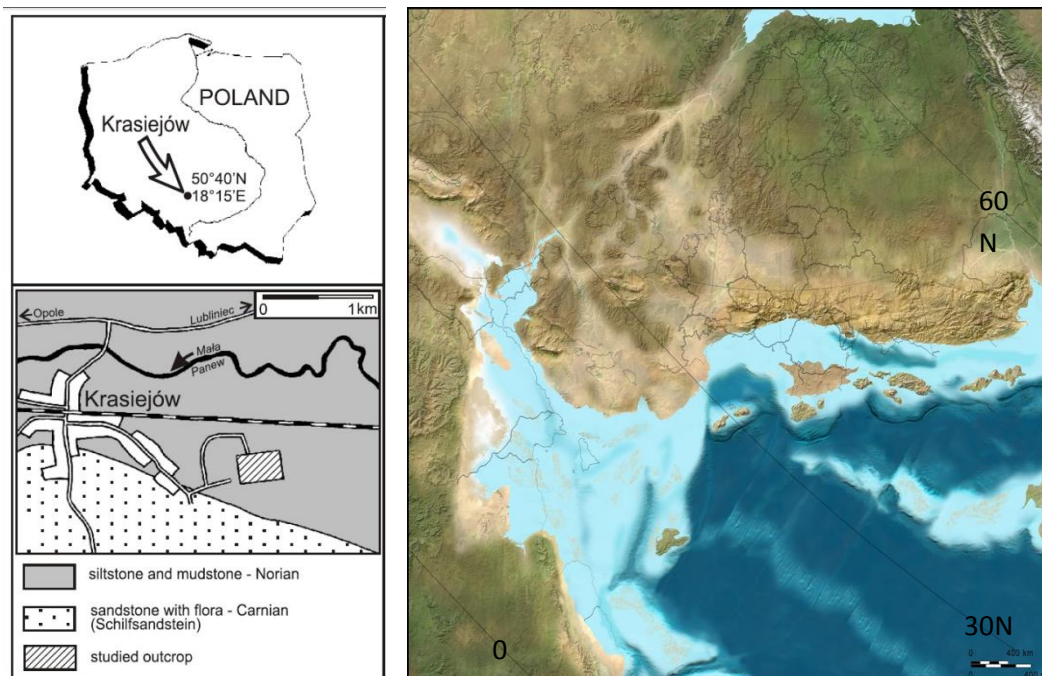 POLAND
Krasiejów
50°40'N
18°15'E
0 1km
Opole
Lubliniec
Mała
Panew
Krasiejów
siltstone and mudstone - Norian
sandstone with flora - Carnian
(Schilfsandstein)
studied outcrop
60
N
30N
0
0 400 km